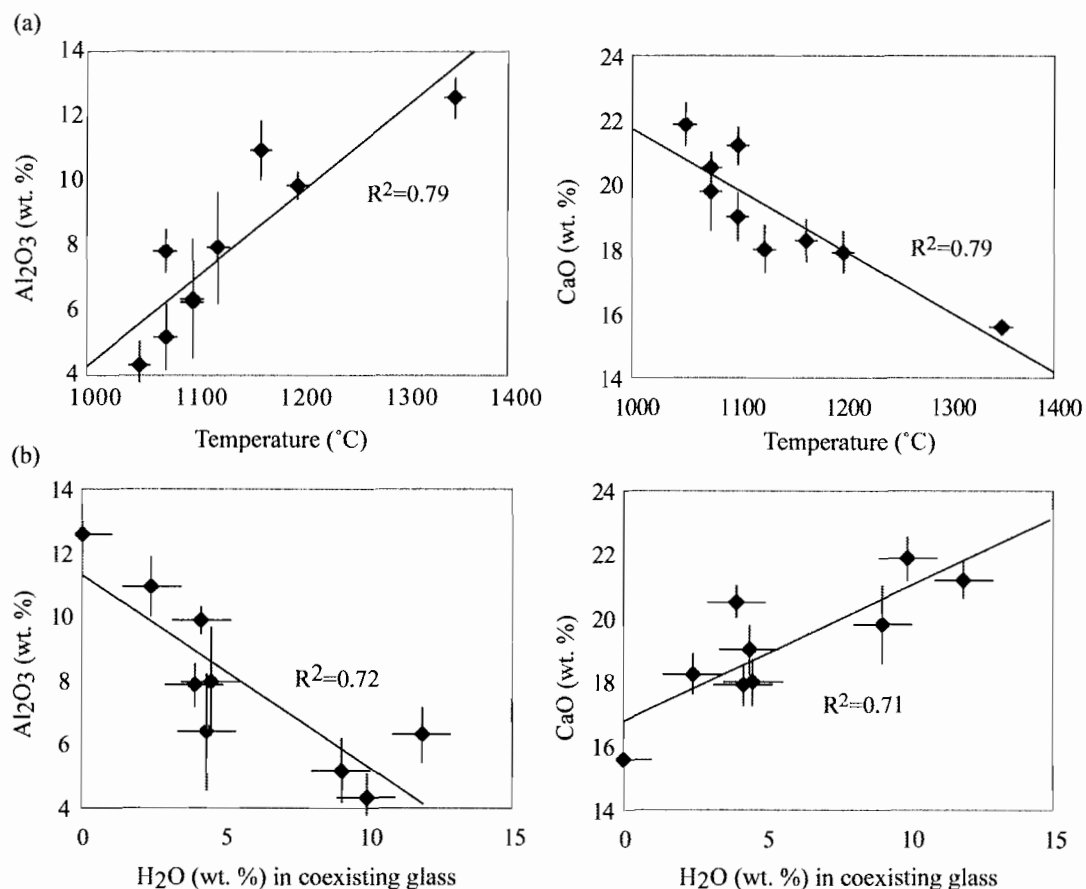 (a)
14
12
10
8
6
4
Al2O3 (wt. %)
R2=0.79
1000 1100 1200 1300 1400
Temperature (˚C)
24
22
20
18
16
14
CaO (wt. %)
R2=0.79
1000 1100 1200 1300 1400
Temperature (˚C)
(b)
14
12
10
8
6
4
Al2O3 (wt. %)
R2=0.72
0 5 10 15
H2O (wt. %) in coexisting glass
24
22
20
18
16
14
CaO (wt. %)
R2=0.71
0 5 10 15
H2O (wt. %) in coexisting glass